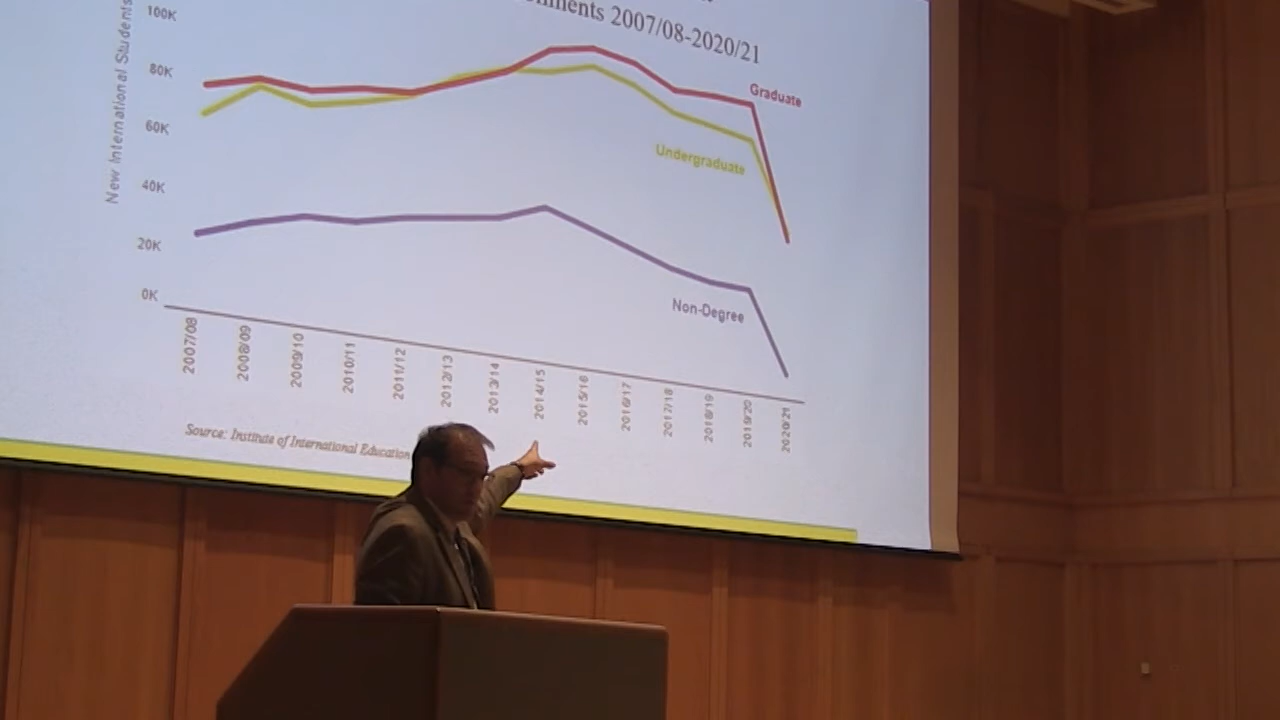 nments 2007/08-2020/21
New International Students
100K
80K
60K
40K
20K
0K
Graduate
Undergraduate
Non-Degree
2007/08
2008/09
2009/10
2010/11
2011/12
2012/13
2013/14
2014/15
2015/16
2016/17
2017/18
2018/19
2019/20
2020/21
Source: Institute of International Education